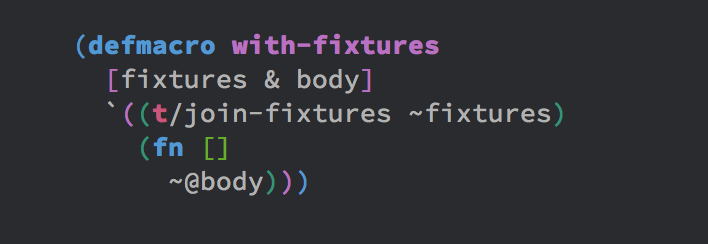 (defmacro with-fixtures
[fixtures & body]
`((t/join-fixtures ~fixtures)
(fn []
~@body)))